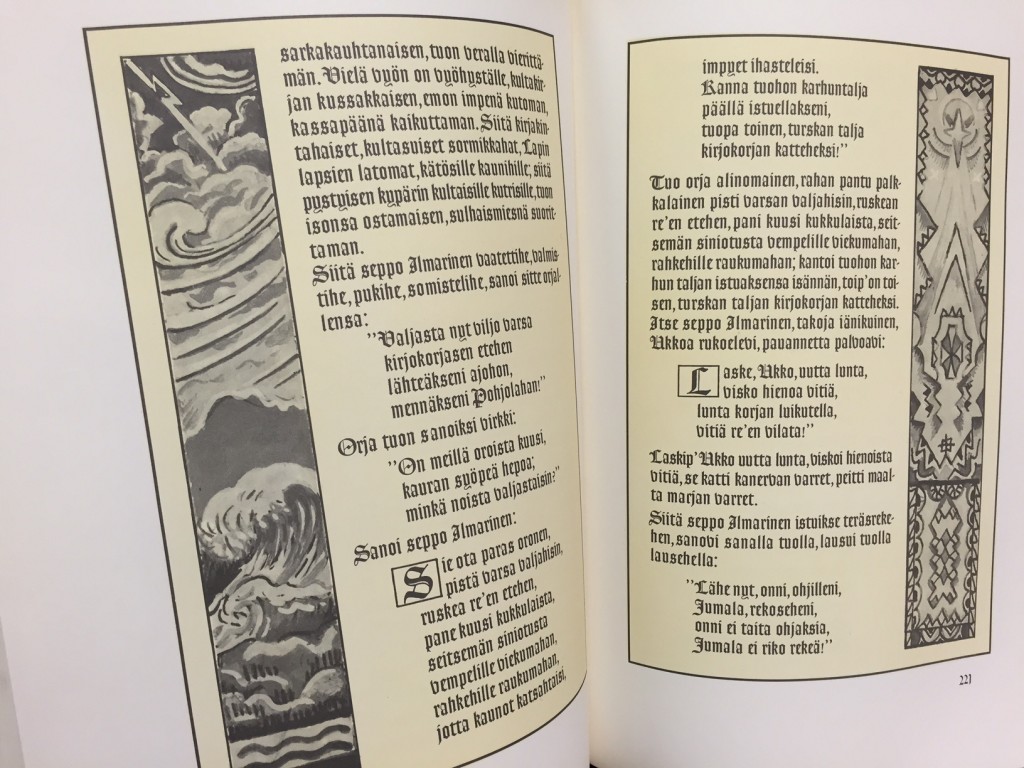 sarkakauhtanaisen, tuon veralla vierittä-
män. Vielä vyön on vyöhyställe, kultakir-
jan kussakkaisen, emon impenä kutoman,
kassapäänä kaikuttaman. Siitä kirjakin-
tahaiset, kultasuiset sormikkahat, Lapin
lapsien latomat, kätösille kaunihille; siitä
pystyisen kypärin kultaisille kutrisille, tuon
isonsa ostamaisen, sulhaismiesnä suorit-
taman.
Siitä seppo Ilmarinen vaatettihe, valmis-
tihe, pukihe, somistelihe, sanoi sitte orjal-
lensa:
”Valjasta nyt viljo varsa
kirjokorjasen etehen
lähteäkseni ajohon,
mennäkseni Pohjolahan!”
Orja tuon sanoiksi virkki:
”On meillä oroista kuusi,
kauran syöpeä hepoa;
minkä noista valjastaisin?”
Sanoi seppo Ilmarinen:
Sie ota paras oronen,
pistä varsa valjahisin,
ruskea re'en etehen,
pane kuusi kukkulaista,
seitsemän siniotusta
vempelille viekumahan,
rahkehille raukumahan,
jotta kaunot katsahtaisi,
impyet ihasteleisi.
Kanna tuohon karhuntalja
päällä istuellakseni,
tuopa toinen, turskan talja
kirjokorjan katteheksi!”
Tuo orja alinomainen, rahan pantu palk-
kalainen pisti varsan valjahisin, ruskean
re'en etehen, pani kuusi kukkulaista, seit-
semän siniotusta vempelille viekumahan,
rahkehille raukumahan; kantoi tuohon kar-
hun taljan istuaksensa isännän, toip' on toi-
sen, turskan taljan kirjokorjan katteheksi.
Itse seppo Ilmarinen, takoja iänikuinen,
Ukkoa rukoelevi, pauannetta palvoavi:
Laske, Ukko, uutta lunta,
visko hienoa vitiä,
lunta korjan luikutella,
vitiä re'en vilata!”
Laskip' Ukko uutta lunta, viskoi hienoista
vitiä, se katti kanervan varret, peitti maal-
ta marjan varret.
Siitä seppo Ilmarinen istuikse teräsreke-
hen, sanovi sanalla tuolla, lausui tuolla
lausehella:
”Lähe nyt, onni, ohjilleni,
Jumala, rekoseheni,
onni ei taita ohjaksia,
Jumala ei riko rekeä!”
221